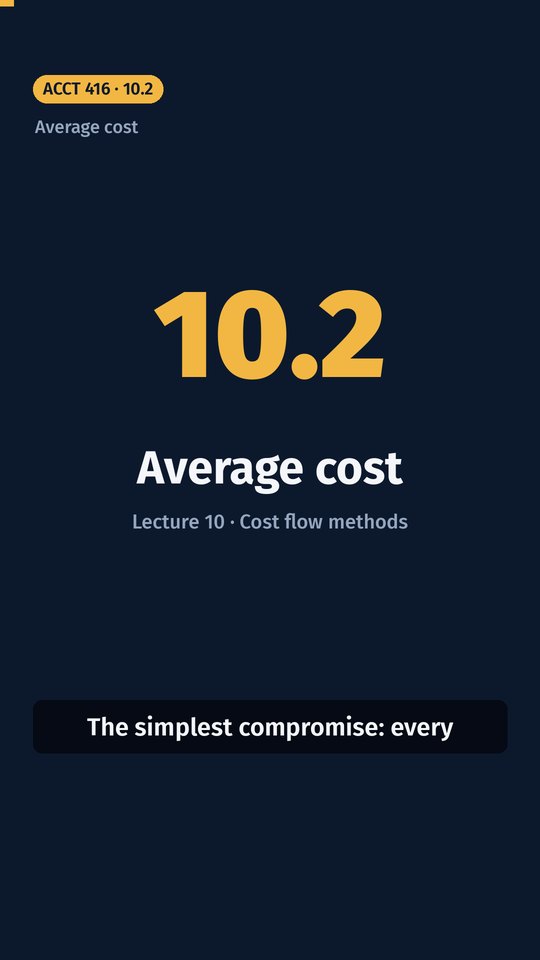 ACCT 416 · 10.2
Average cost
10.2
Average cost
Lecture 10 · Cost flow methods
The simplest compromise: every